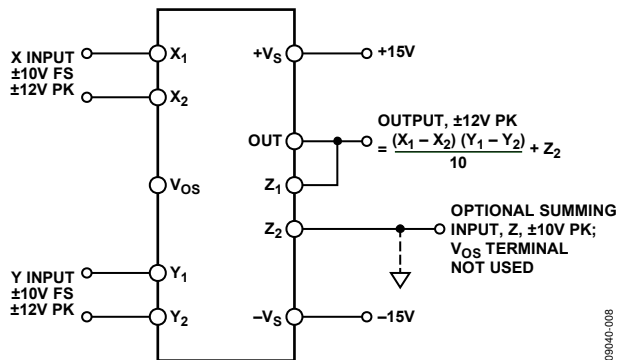 X INPUT
±10V FS
±12V PK
X1
X2
VOS
Y INPUT
±10V FS
±12V PK
Y1
Y2
+VS
+15V
OUT
OUTPUT, ±12V PK
= (X1 – X2) (Y1 – Y2)
10
+ Z2
Z1
Z2
OPTIONAL SUMMING
INPUT, Z, ±10V PK;
VOS TERMINAL
NOT USED
–VS
–15V
09040-008